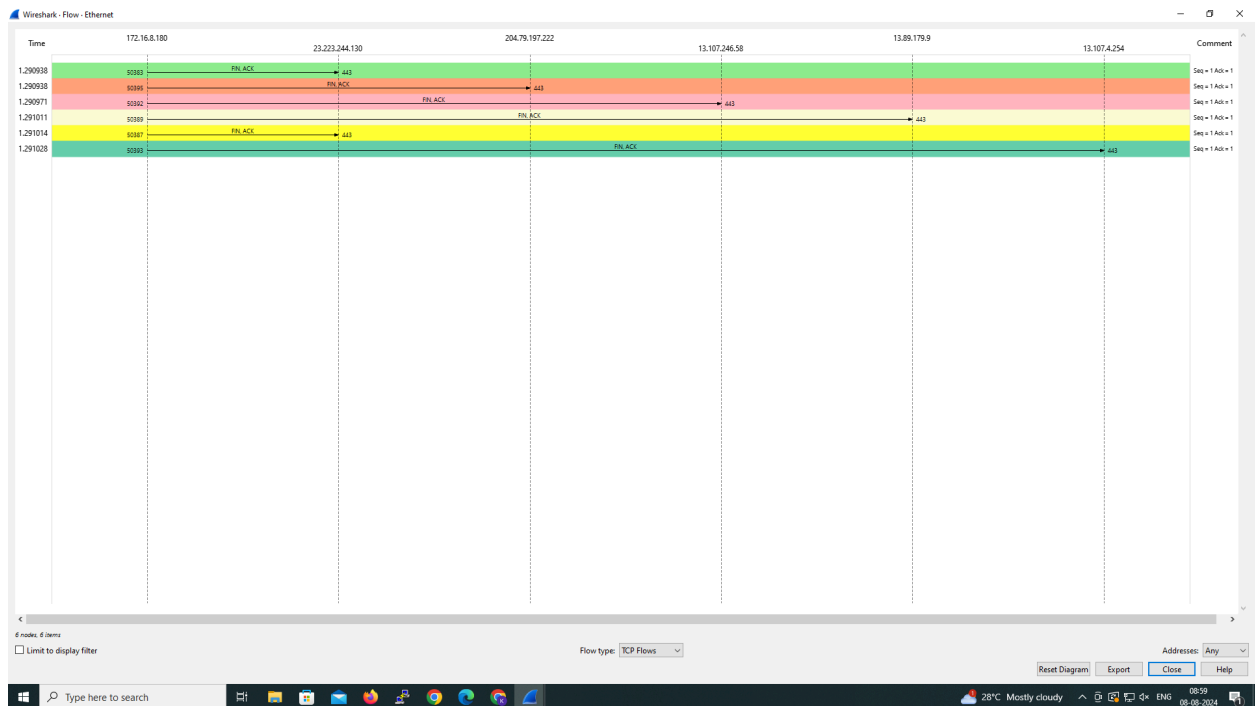 Wireshark · Flow · Ethernet
Time 172.16.8.180 23.223.244.130 204.79.197.222 13.107.246.58 13.89.179.9 13.107.4.254 Comment
1.290938 50383 FIN, ACK 443 Seq = 1 Ack = 1
1.290938 50395 FIN, ACK 443 Seq = 1 Ack = 1
1.290971 50392 FIN, ACK 443 Seq = 1 Ack = 1
1.291011 50389 FIN, ACK 443 Seq = 1 Ack = 1
1.291014 50387 FIN, ACK 443 Seq = 1 Ack = 1
1.291028 50393 FIN, ACK 443 Seq = 1 Ack = 1
6 nodes, 6 items
Limit to display filter Flow type: TCP Flows Addresses: Any
Reset Diagram Export Close Help
Type here to search 28°C Mostly cloudy ENG 08:59
08-08-2024